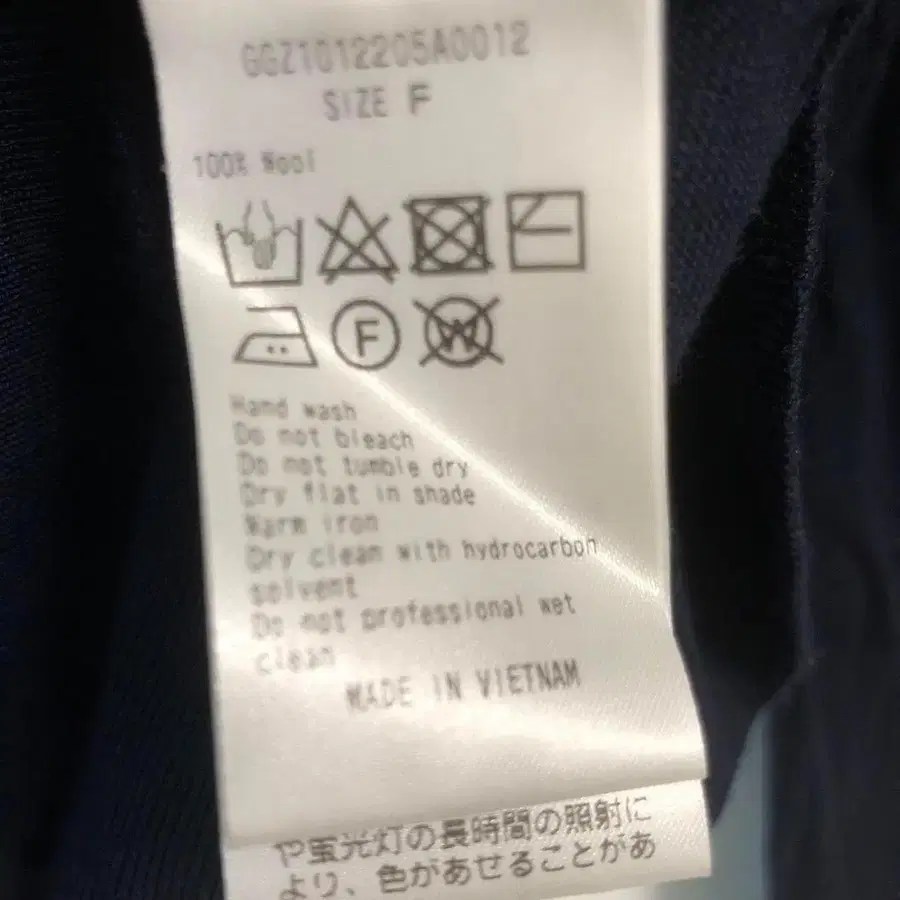 GGZ1012205A0012
SIZE F
100% Wool
F
W
Hand wash
Do not bleach
Do not tumble dry
Dry flat in shade
Warm iron
Dry clean with hydrocarbon
solvent
Do not professional wet
clean
MADE IN VIETNAM
や蛍光灯の長時間の照射に
より、色があせることがあ